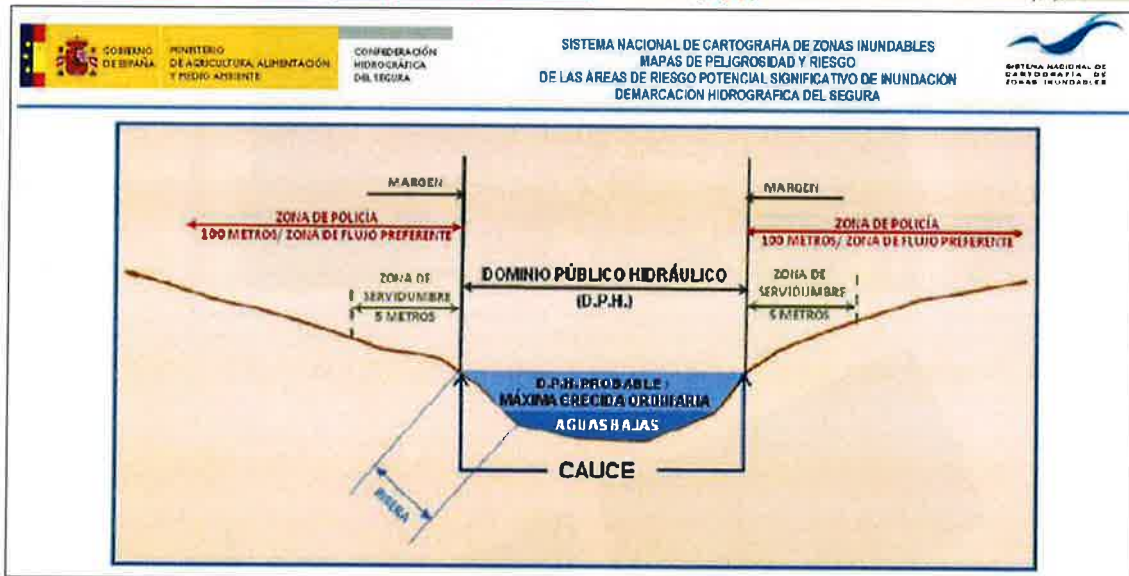 GOBIERNO
DE ESPAÑA
MINISTERIO
DE AGRICULTURA, ALIMENTACIÓN
Y MEDIO AMBIENTE
CONFEDERACIÓN
HIDROGRÁFICA
DEL SEGURA
SISTEMA NACIONAL DE CARTOGRAFÍA DE ZONAS INUNDABLES
MAPAS DE PELIGROSIDAD Y RIESGO
DE LAS ÁREAS DE RIESGO POTENCIAL SIGNIFICATIVO DE INUNDACIÓN
DEMARCACIÓN HIDROGRÁFICA DEL SEGURA
SISTEMA NACIONAL DE
CARTOGRAFÍA DE
ZONAS INUNDABLES
MARGEN
MARGEN
ZONA DE POLICÍA
100 METROS/ ZONA DE FLUJO PREFERENTE
ZONA DE POLICÍA
100 METROS/ ZONA DE FLUJO PREFERENTE
ZONA DE
SERVIDUMBRE
5 METROS
DOMINIO PÚBLICO HIDRÁULICO
(D.P.H.)
ZONA DE
SERVIDUMBRE
5 METROS
D.P.H. PROBABLE
MÁXIMA CRECIDA ORDINARIA
AGUAS BAJAS
CAUCE
RIBERA